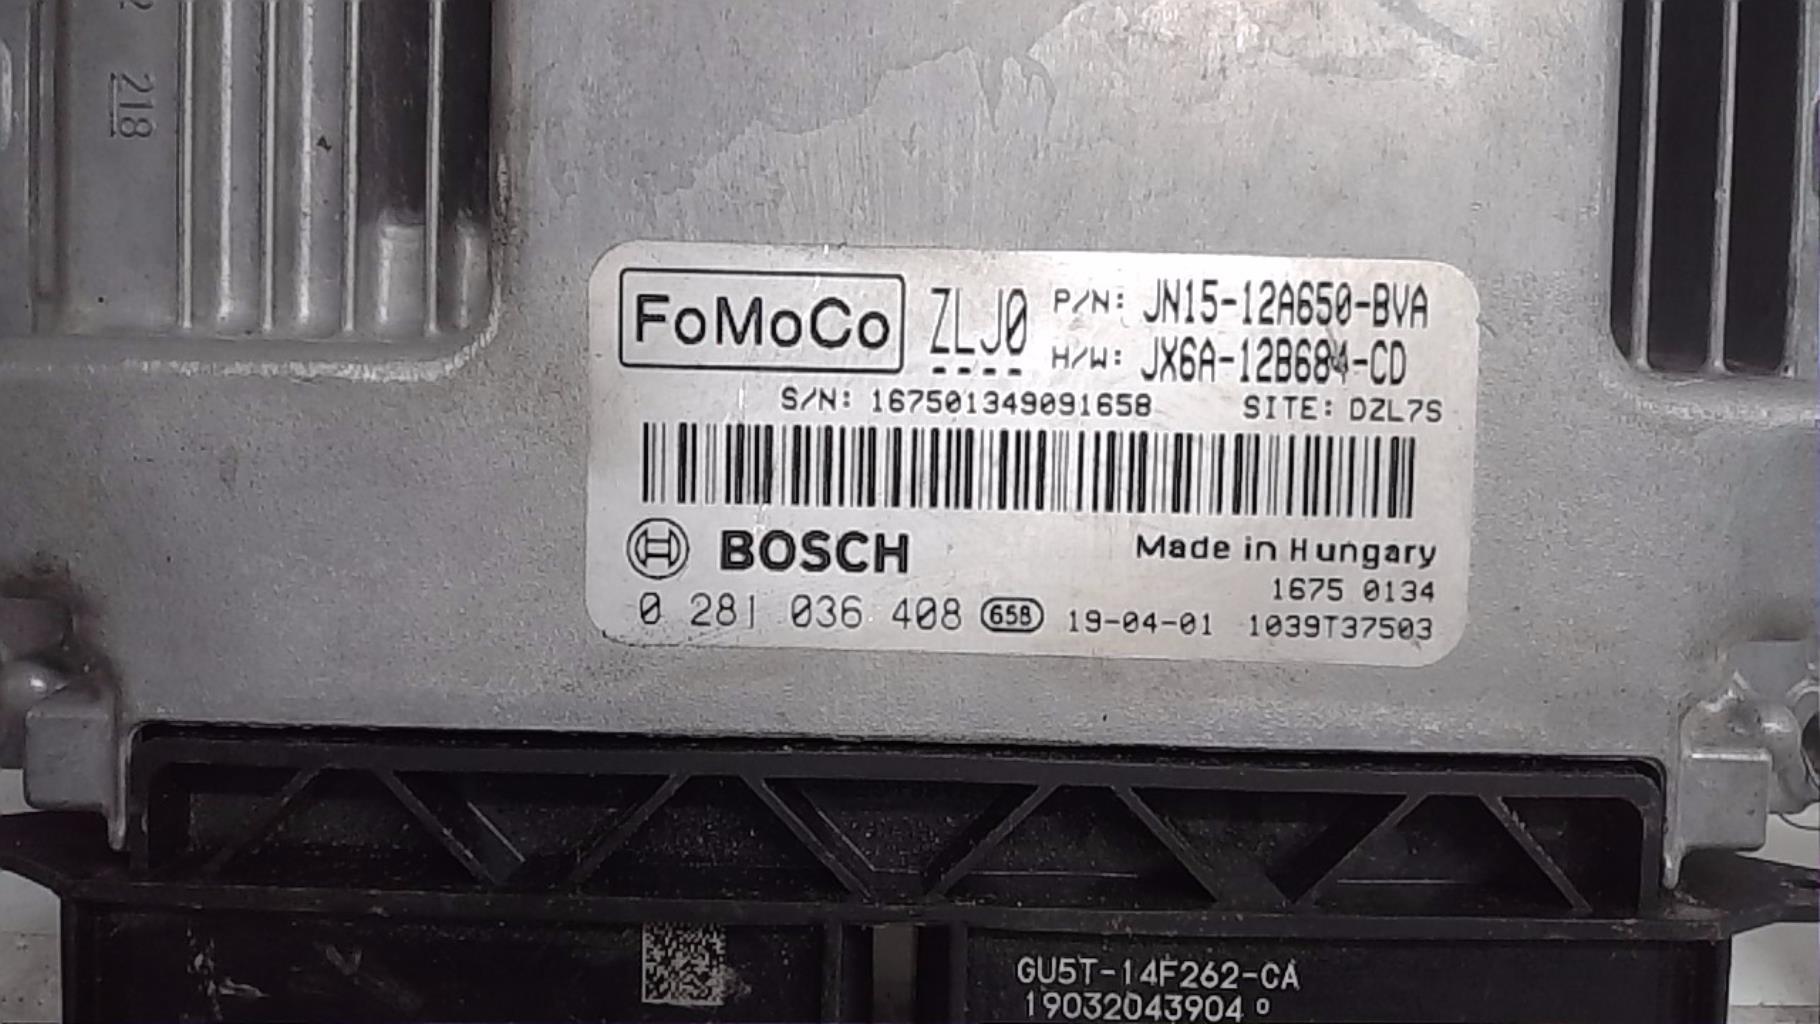 218
FoMoCo ZLJ0 P/N: JN15-12A650-BVA
H/W: JX6A-12B684-CD
S/N: 167501349091658 SITE: DZL7S
BOSCH Made in Hungary
1675 0134
0 281 036 408 658 19-04-01 1039T37503
GU5T-14F262-CA
19032043904